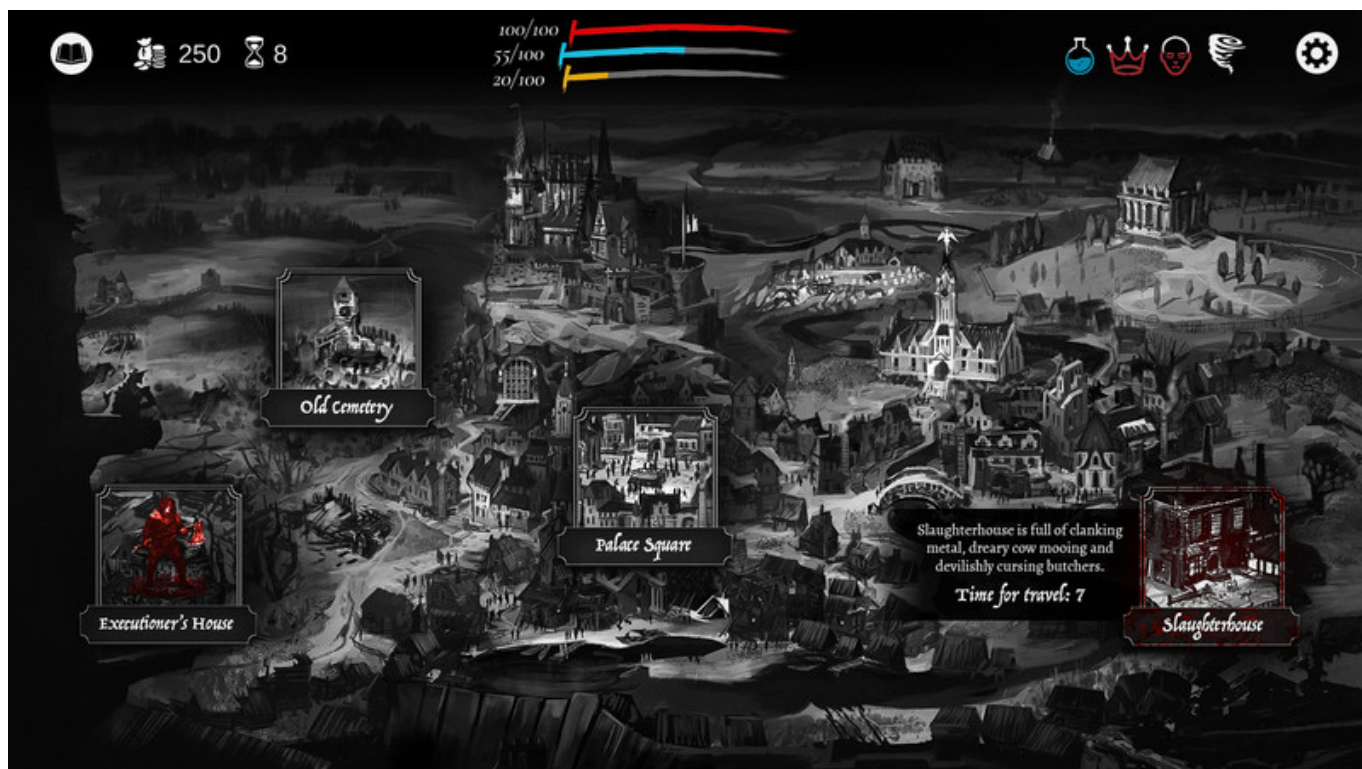 250
8
100/100
55/100
20/100
Old Cemetery
Palace Square
Executioner's House
Slaughterhouse is full of clanking
metal, dreary cow mooing and
devilishly cursing butchers.
Time for travel: 7
Slaughterhouse